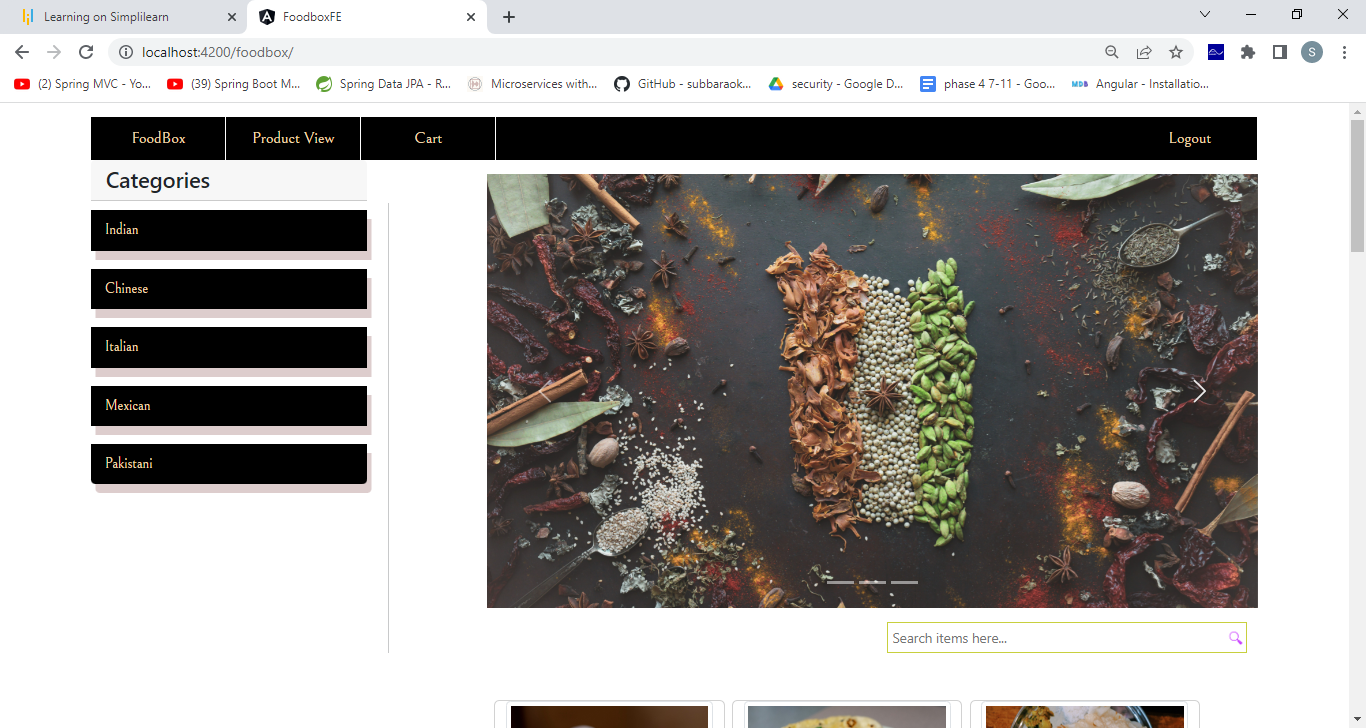 Learning on Simplilearn
FoodboxFE
localhost:4200/foodbox/
S
(2) Spring MVC - Yo...
(39) Spring Boot M...
Spring Data JPA - R...
Microservices with...
GitHub - subbaraok...
security - Google D...
phase 4 7-11 - Goo...
MDB
Angular - Installatio...
FoodBox
Product View
Cart
Logout
Categories
Indian
Chinese
Italian
Mexican
Pakistani
Search items here...